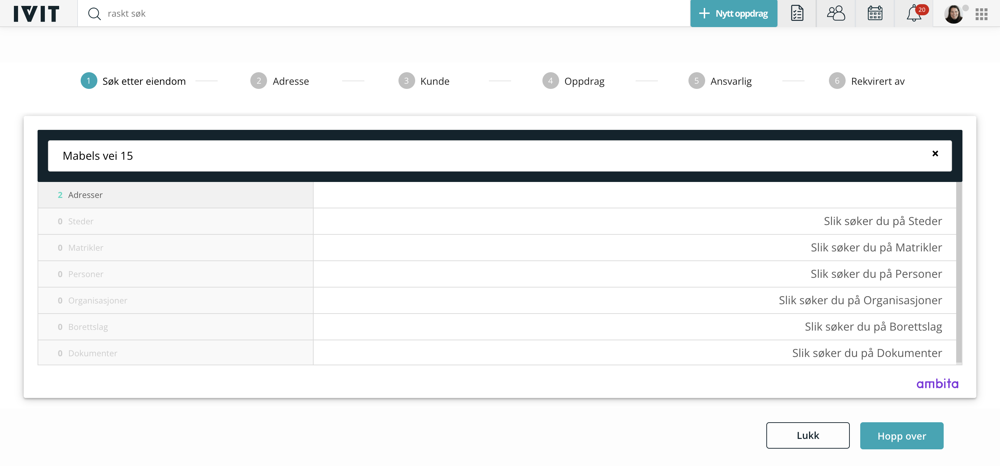 IVIT
raskt søk
Nytt oppdrag
20
1 Søk etter eiendom
2 Adresse
3 Kunde
4 Oppdrag
5 Ansvarlig
6 Rekvirert av
Mabels vei 15
2 Adresser
0 Steder
Slik søker du på Steder
0 Matrikler
Slik søker du på Matrikler
0 Personer
Slik søker du på Personer
0 Organisasjoner
Slik søker du på Organisasjoner
0 Borettslag
Slik søker du på Borettslag
0 Dokumenter
Slik søker du på Dokumenter
ambita
Lukk
Hopp over